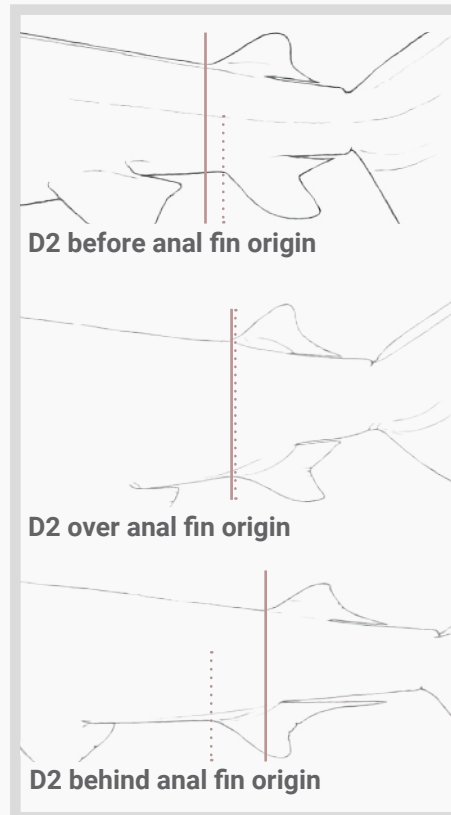 D2 before anal fin origin
D2 over anal fin origin
D2 behind anal fin origin